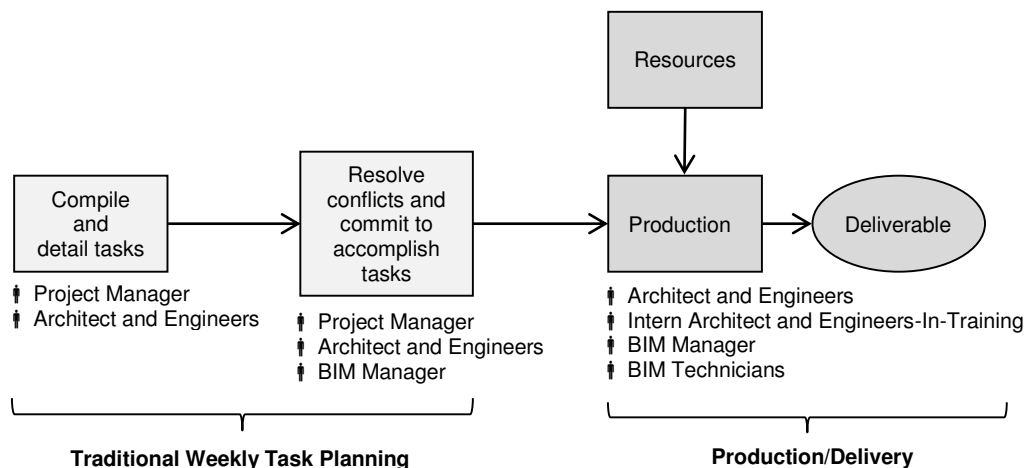 Resources
Compile
and
detail tasks
Resolve
conflicts and
commit to
accomplish
tasks
Production
Deliverable
Project Manager
Architect and Engineers
Project Manager
Architect and Engineers
BIM Manager
Architect and Engineers
Intern Architect and Engineers-In-Training
BIM Manager
BIM Technicians
Traditional Weekly Task Planning
Production/Delivery